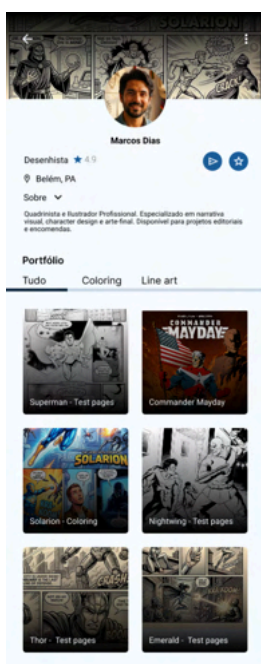 SOLARION
CRACK
Marcos Dias
Desenhista ★ 4.9
Belém, PA
Sobre
Quadrinista e Ilustrador Profissional. Especializado em narrativa
visual, character design e arte-final. Disponível para projetos editoriais
e encomendas.
Portfólio
Tudo Coloring Line art
COMMANDER
MAYDAY
Superman - Test pages
Commander Mayday
SOLARION
Solarion - Coloring
Nightwing - Test pages
CRASH
Thor - Test pages
Emerald - Test pages